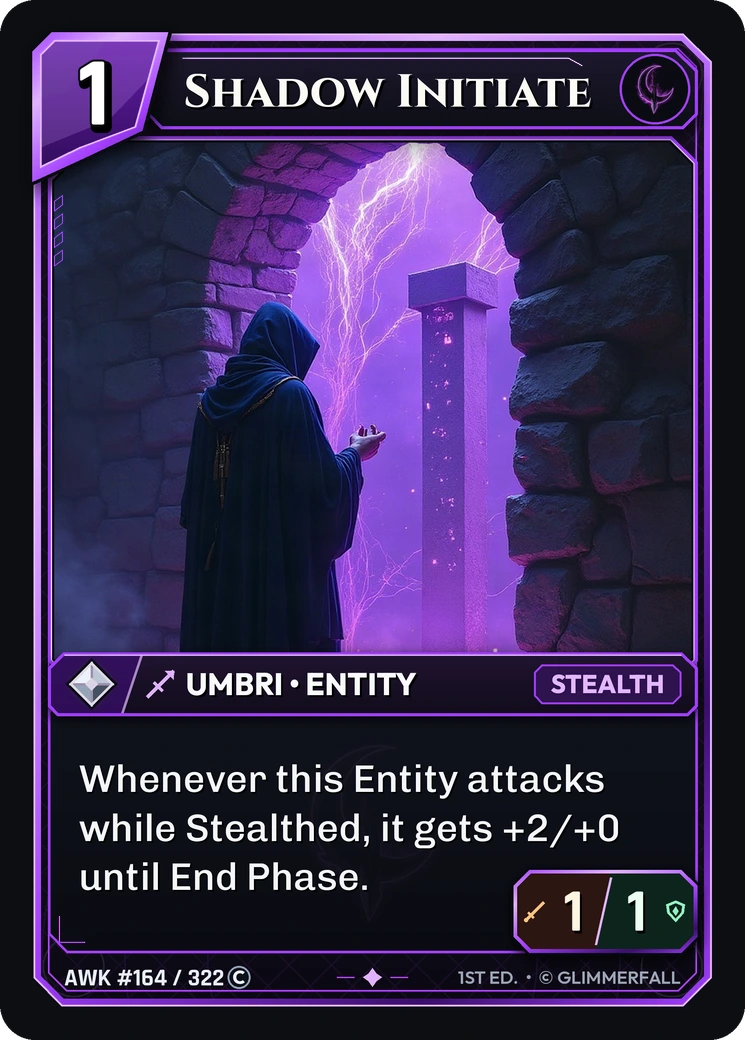 1
SHADOW INITIATE
UMBRI • ENTITY
STEALTH
Whenever this Entity attacks
while Stealthed, it gets +2/+0
until End Phase.
1 / 1
AWK #164 / 322 Ⓒ
1ST ED. • © GLIMMERFALL